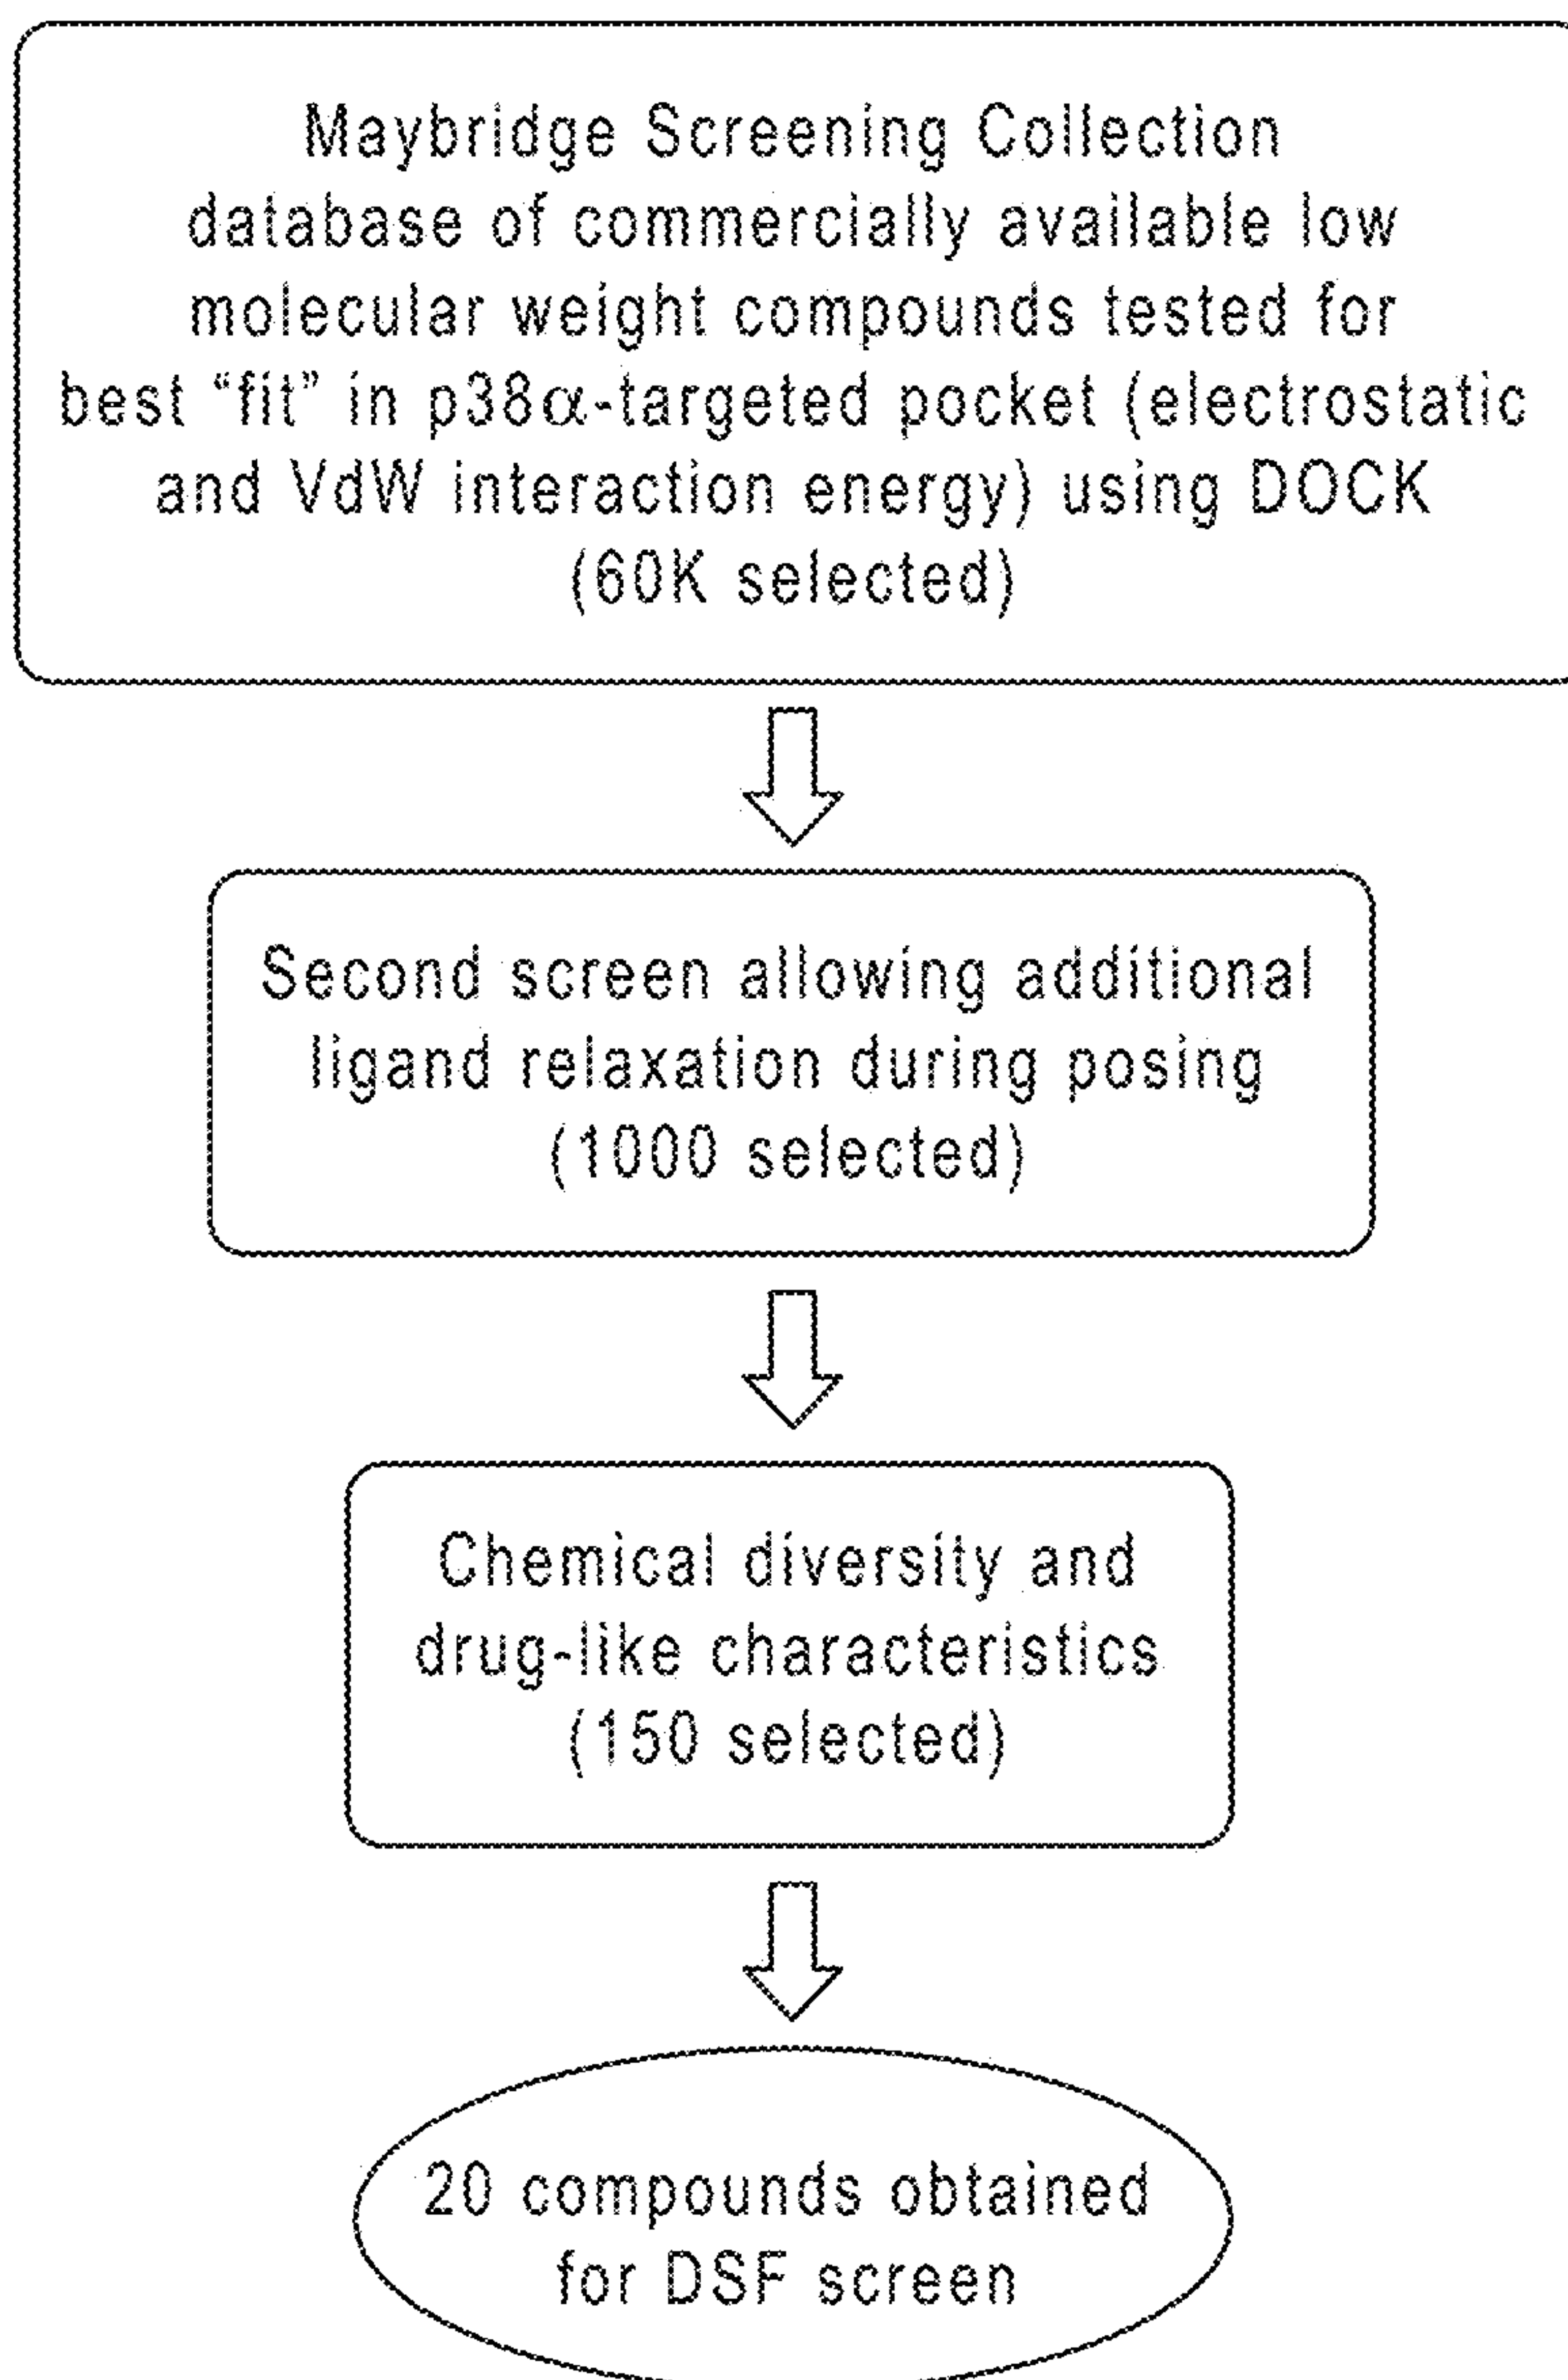 Maybridge Screening Collection
database of commercially available low
molecular weight compounds tested for
best “fit” in p38α-targeted pocket (electrostatic
and VdW interaction energy) using DOCK
(60K selected)
Second screen allowing additional
ligand relaxation during posing
(1000 selected)
Chemical diversity and
drug-like characteristics
(150 selected)
20 compounds obtained
for DSF screen